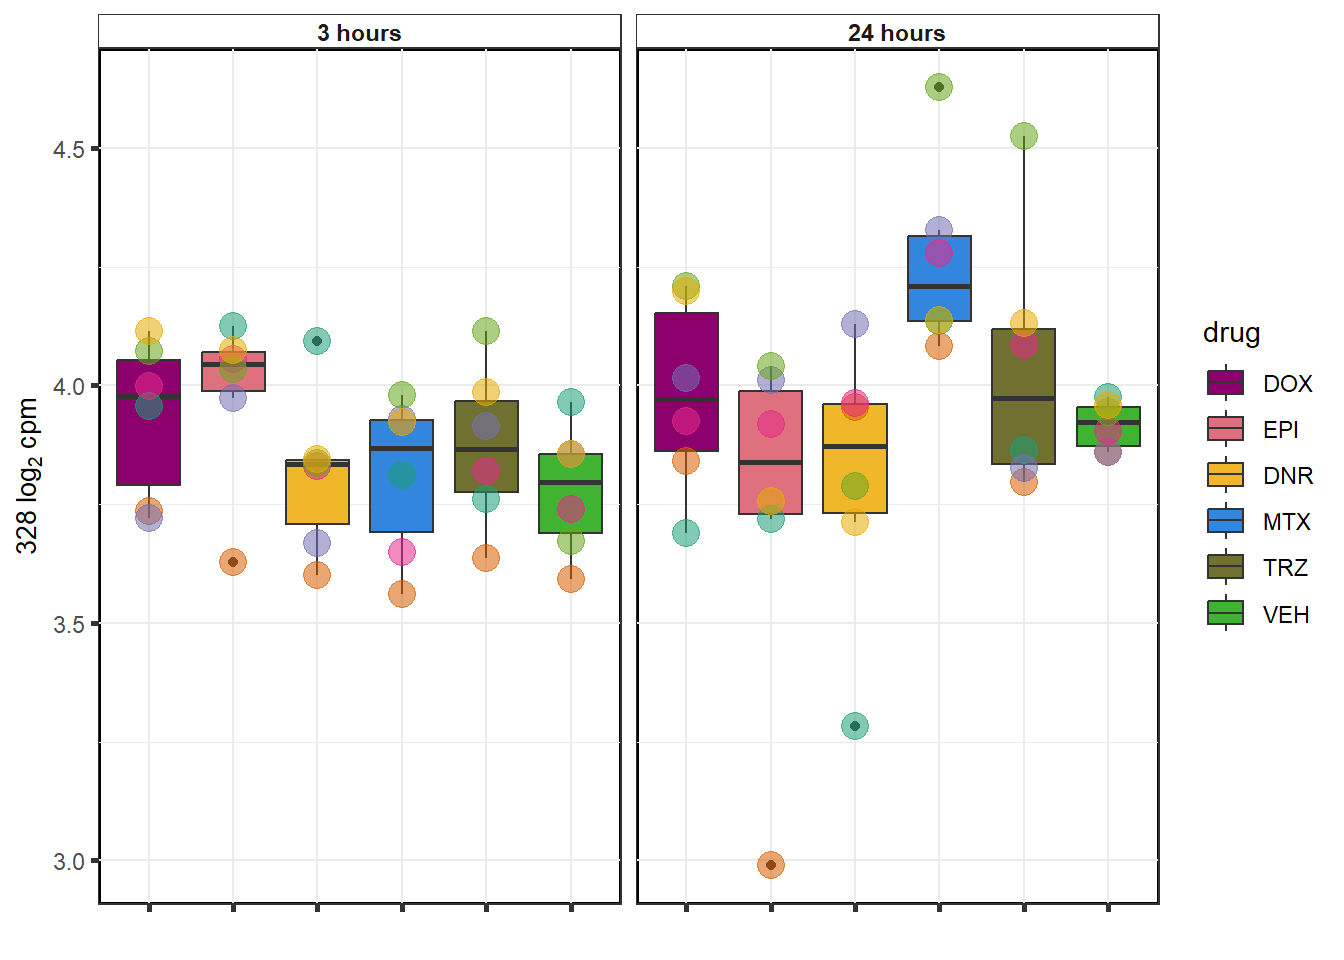 3 hours
24 hours
328 log₂ cpm
4.5
4.0
3.5
3.0
drug
DOX
EPI
DNR
MTX
TRZ
VEH